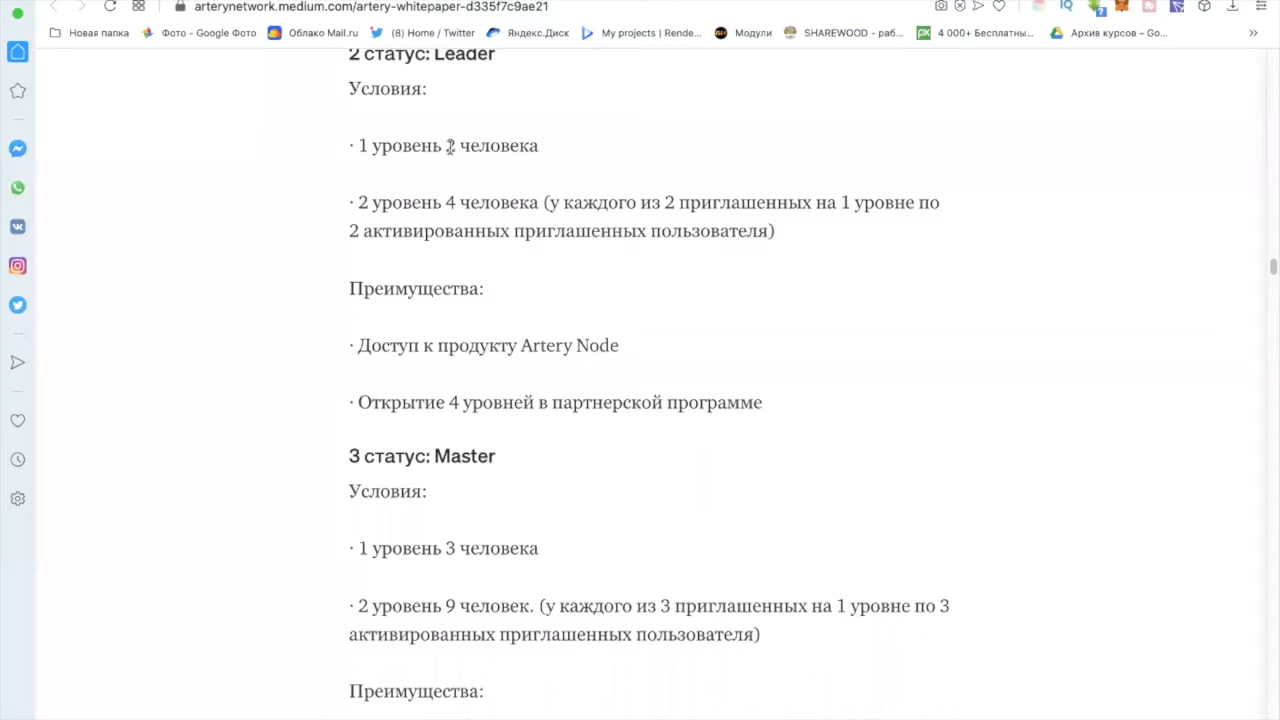 arterynetwork.medium.com/artery-whitepaper-d335f7c9ae21
Новая папка Фото - Google Фото Облако Mail.ru (8) Home / Twitter Яндекс.Диск My projects | Rende... Модули SHAREWOOD - раб... 4 000+ Бесплатны... Архив курсов – Go...
2 статус: Leader
Условия:
· 1 уровень 2 человека
· 2 уровень 4 человека (у каждого из 2 приглашенных на 1 уровне по
2 активированных приглашенных пользователя)
Преимущества:
· Доступ к продукту Artery Node
· Открытие 4 уровней в партнерской программе
3 статус: Master
Условия:
· 1 уровень 3 человека
· 2 уровень 9 человек. (у каждого из 3 приглашенных на 1 уровне по 3
активированных приглашенных пользователя)
Преимущества: